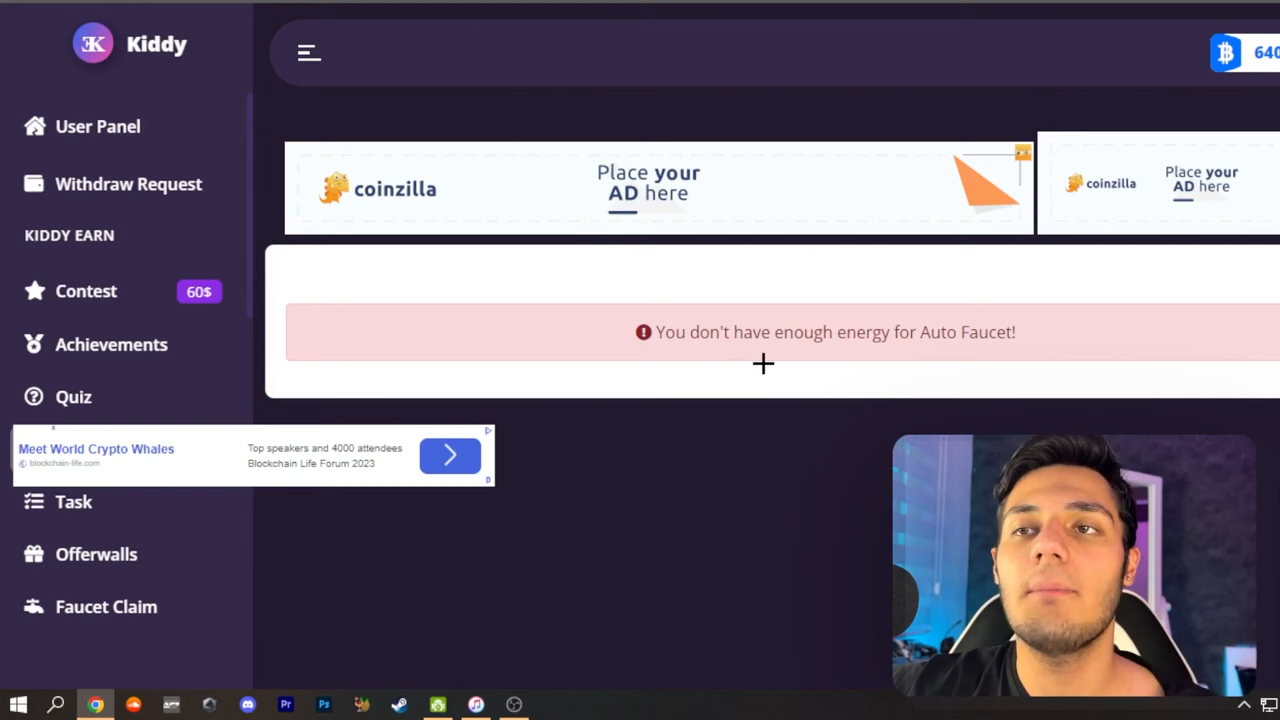 Kiddy
640
User Panel
Withdraw Request
KIDDY EARN
Contest
60$
Achievements
Quiz
Task
Offerwalls
Faucet Claim
coinzilla
Place your
AD here
coinzilla
Place your
AD here
You don't have enough energy for Auto Faucet!
x
Meet World Crypto Whales
blockchain-life.com
Top speakers and 4000 attendees
Blockchain Life Forum 2023
Pr
Ps